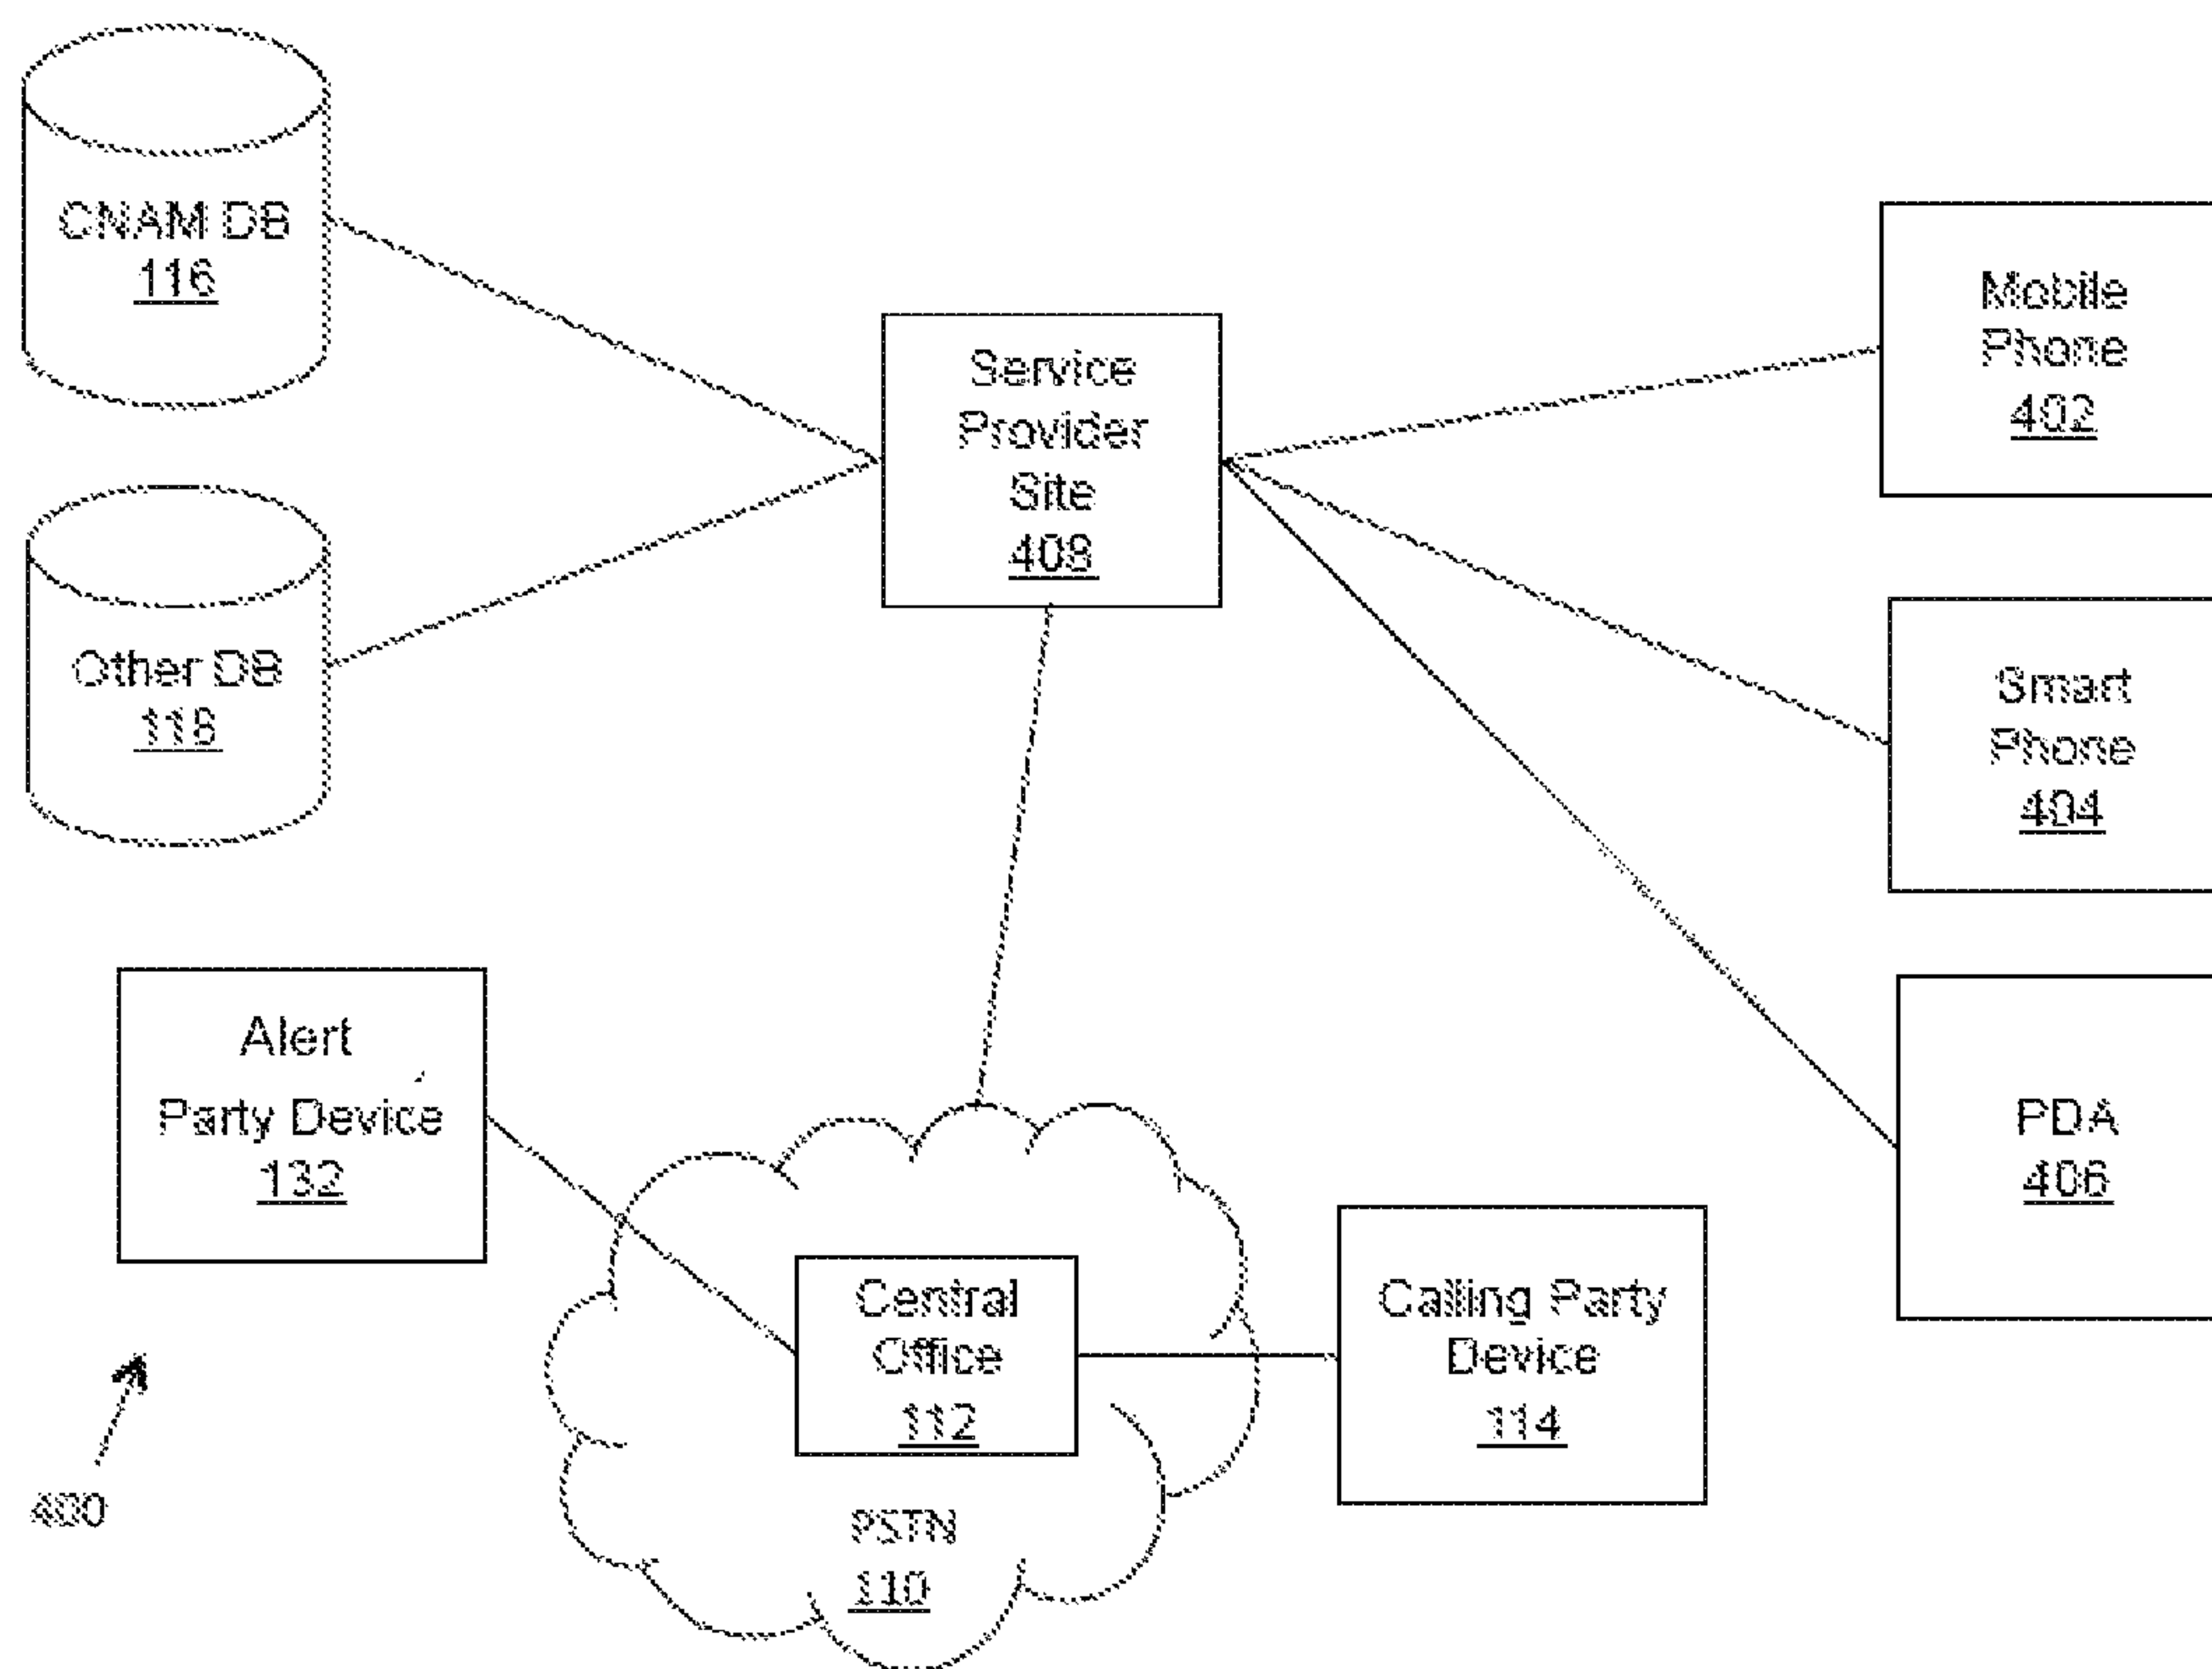 CNAM DB
116
Other DB
118
Service
Provider
Site
408
Mobile
Phone
402
Smart
Phone
404
PDA
406
Alert
Party Device
132
Central
Office
112
PSTN
110
Calling Party
Device
114
400